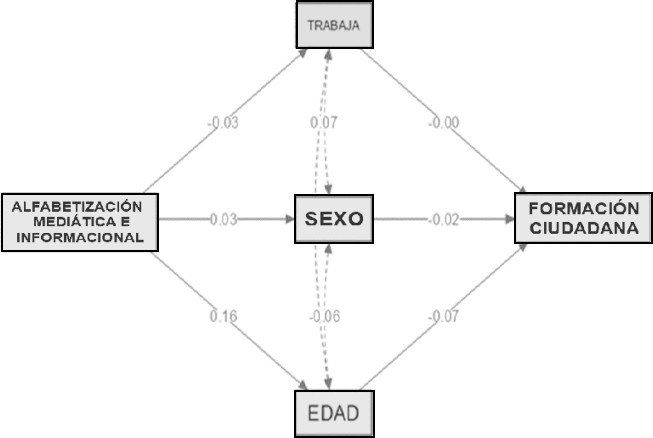 TRABAJA
-0.03
0.07
-0.00
ALFABETIZACIÓN
MEDIÁTICA E
INFORMACIONAL
0.03
SEXO
-0.02
FORMACIÓN
CIUDADANA
0.16
-0.06
-0.07
EDAD